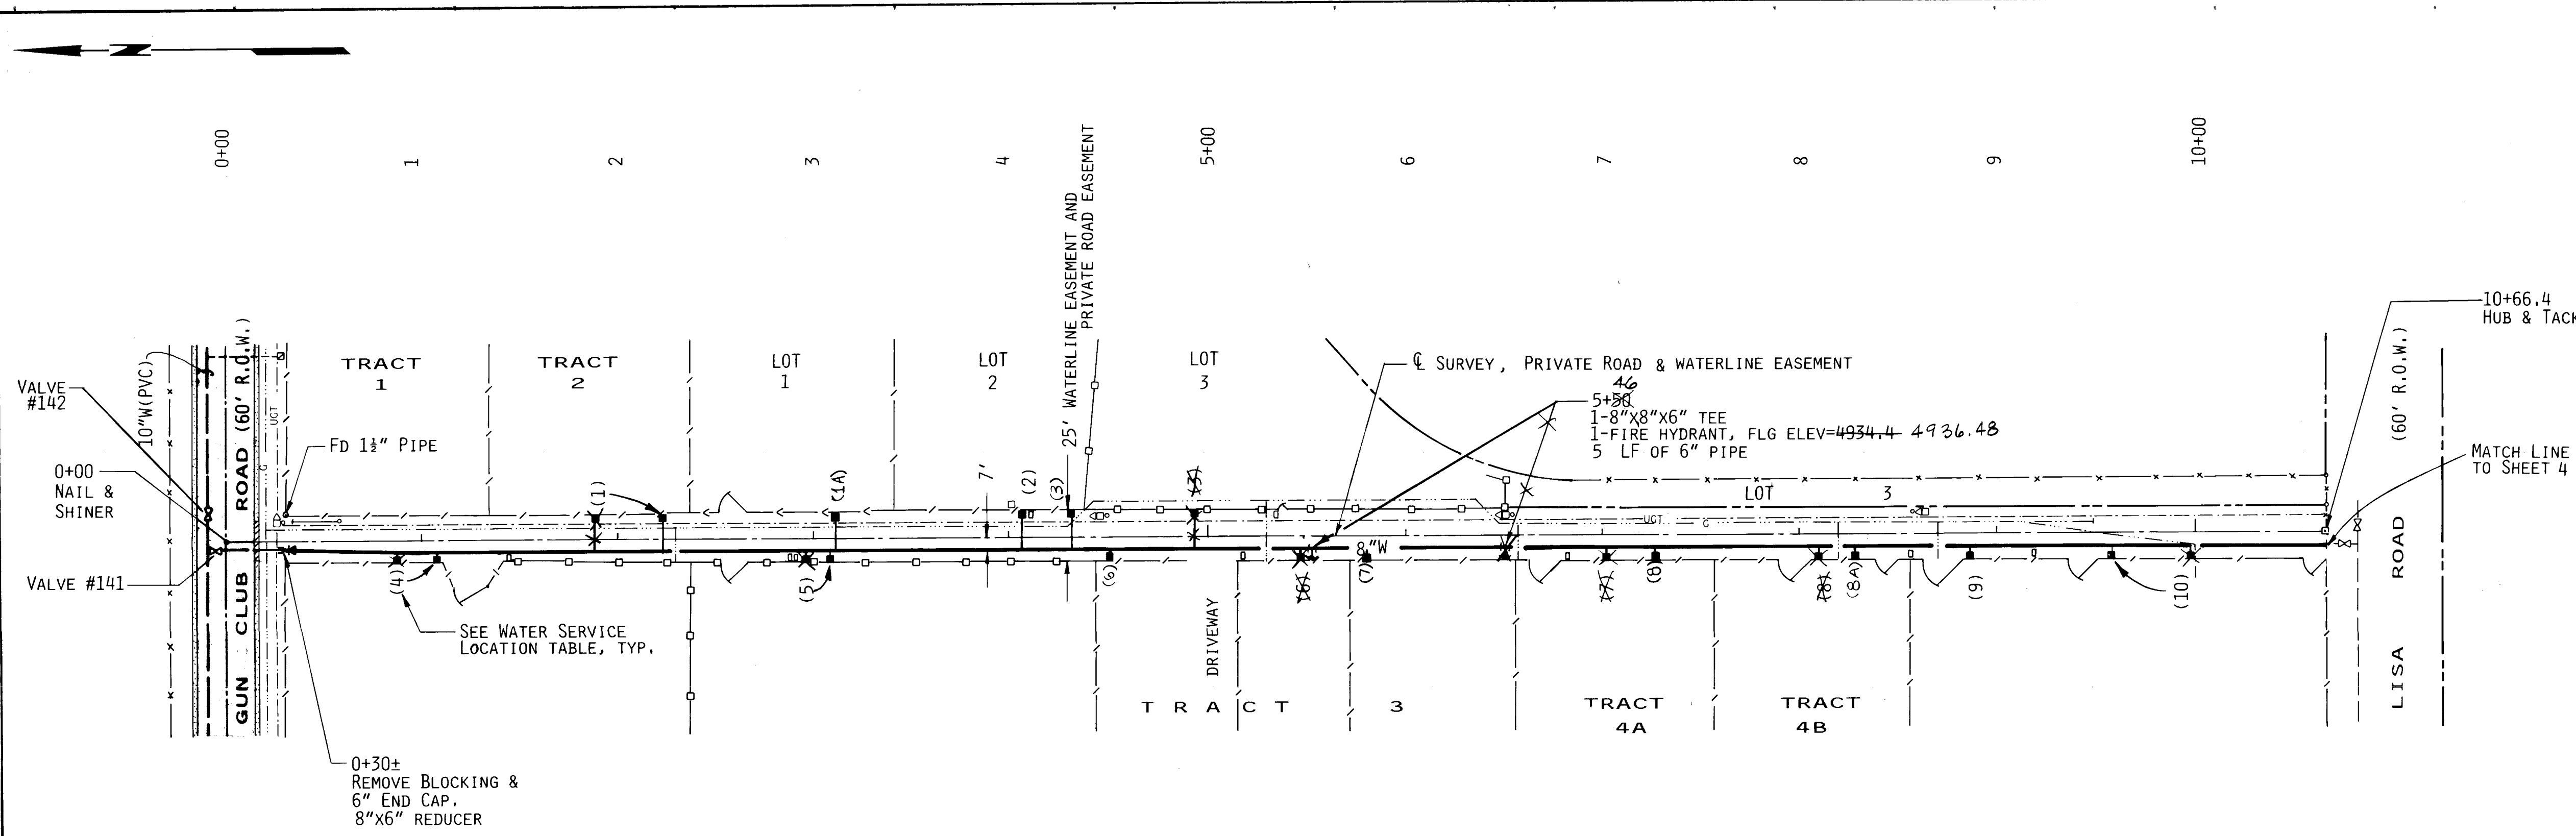 N
0+00
1
2
3
4
5+00
6
7
8
9
10+00
25' WATERLINE EASEMENT AND
PRIVATE ROAD EASEMENT
10+66.4
HUB & TACK
10"W(PVC)
GUN CLUB ROAD (60' R.O.W.)
UGT
G
VALVE
#142
0+00
NAIL &
SHINER
VALVE #141
FD 1½" PIPE
TRACT
1
TRACT
2
LOT
1
LOT
2
LOT
3
℄ SURVEY, PRIVATE ROAD & WATERLINE EASEMENT
46
5+50
1-8"X8"X6" TEE
1-FIRE HYDRANT, FLG ELEV=4934.4 4936.48
5 LF OF 6" PIPE
MATCH LINE
TO SHEET 4
LISA ROAD (60' R.O.W.)
(1)
(1A)
(2)
(3)
7'
(3)
LOT 3
UGT
G
8"W
(4)
(5)
(6)
(6)
(7)
(7)
(8)
(8)
(8A)
(9)
(10)
SEE WATER SERVICE
LOCATION TABLE, TYP.
DRIVEWAY
TRACT 3
TRACT
4A
TRACT
4B
0+30±
REMOVE BLOCKING &
6" END CAP.
8"X6" REDUCER